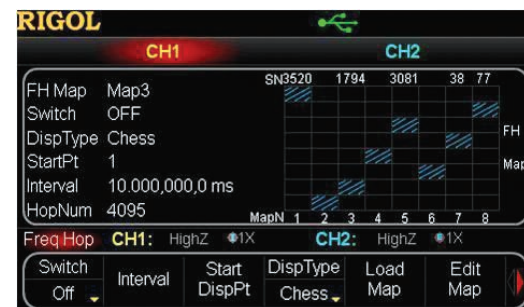 RIGOL
CH1 CH2
SN3520 1794 3081 38 77
FH Map Map3
Switch OFF
DispType Chess
StartPt 1
Interval 10.000,000,0 ms
HopNum 4095
FH
Map
MapN 1 2 3 4 5 6 7 8
Freq Hop CH1: HighZ 1X CH2: HighZ 1X
Switch Interval Start DispPt DispType Load Map Edit Map
Off Chess